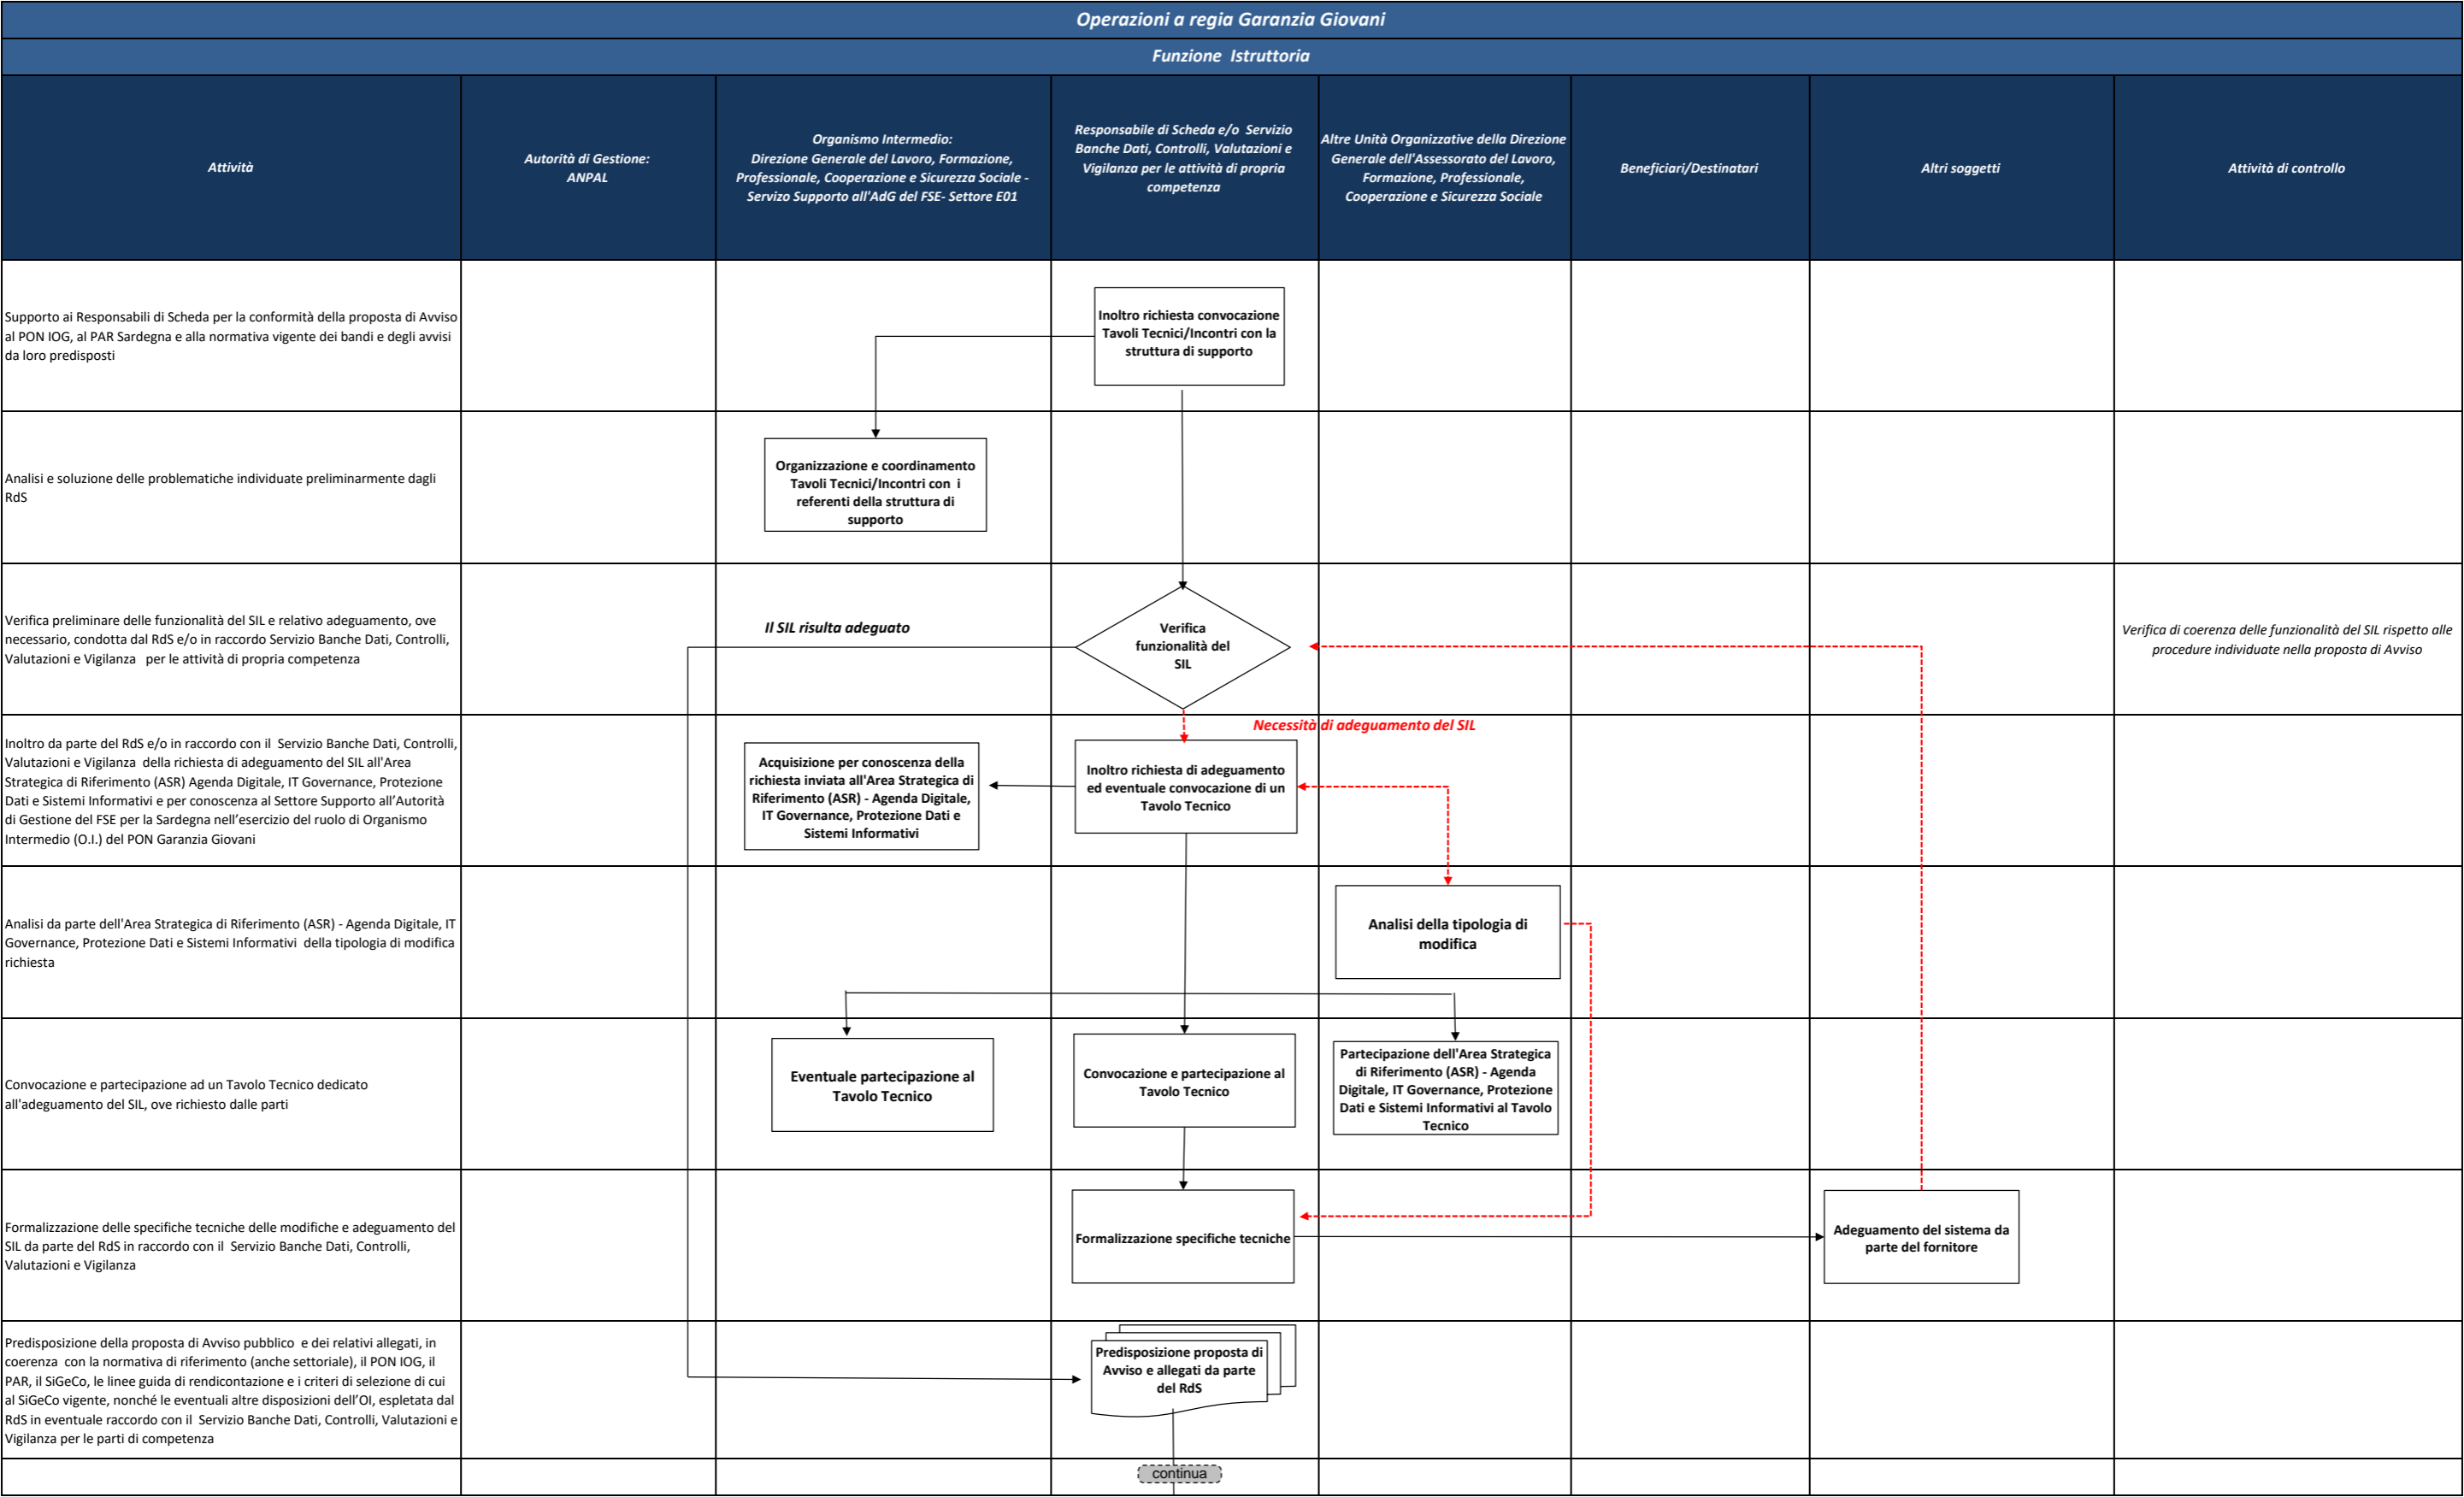 Operazioni a regia Garanzia Giovani
Funzione Istruttoria
Attività
Autorità di Gestione:
ANPAL
Organismo Intermedio:
Direzione Generale del Lavoro, Formazione,
Professionale, Cooperazione e Sicurezza Sociale -
Servizo Supporto all'AdG del FSE- Settore E01
Responsabile di Scheda e/o Servizio
Banche Dati, Controlli, Valutazioni e
Vigilanza per le attività di propria
competenza
Altre Unità Organizzative della Direzione
Generale dell'Assessorato del Lavoro,
Formazione, Professionale,
Cooperazione e Sicurezza Sociale
Beneficiari/Destinatari
Altri soggetti
Attività di controllo
Supporto ai Responsabili di Scheda per la conformità della proposta di Avviso
al PON IOG, al PAR Sardegna e alla normativa vigente dei bandi e degli avvisi
da loro predisposti
Inoltro richiesta convocazione
Tavoli Tecnici/Incontri con la
struttura di supporto
Analisi e soluzione delle problematiche individuate preliminarmente dagli
RdS
Organizzazione e coordinamento
Tavoli Tecnici/Incontri con i
referenti della struttura di
supporto
Verifica preliminare delle funzionalità del SIL e relativo adeguamento, ove
necessario, condotta dal RdS e/o in raccordo Servizio Banche Dati, Controlli,
Valutazioni e Vigilanza per le attività di propria competenza
Il SIL risulta adeguato
Verifica
funzionalità del
SIL
Verifica di coerenza delle funzionalità del SIL rispetto alle
procedure individuate nella proposta di Avviso
Necessità di adeguamento del SIL
Inoltro da parte del RdS e/o in raccordo con il Servizio Banche Dati, Controlli,
Valutazioni e Vigilanza della richiesta di adeguamento del SIL all'Area
Strategica di Riferimento (ASR) Agenda Digitale, IT Governance, Protezione
Dati e Sistemi Informativi e per conoscenza al Settore Supporto all'Autorità
di Gestione del FSE per la Sardegna nell'esercizio del ruolo di Organismo
Intermedio (O.I.) del PON Garanzia Giovani
Acquisizione per conoscenza della
richiesta inviata all'Area Strategica di
Riferimento (ASR) - Agenda Digitale,
IT Governance, Protezione Dati e
Sistemi Informativi
Inoltro richiesta di adeguamento
ed eventuale convocazione di un
Tavolo Tecnico
Analisi da parte dell'Area Strategica di Riferimento (ASR) - Agenda Digitale, IT
Governance, Protezione Dati e Sistemi Informativi della tipologia di modifica
richiesta
Analisi della tipologia di
modifica
Convocazione e partecipazione ad un Tavolo Tecnico dedicato
all'adeguamento del SIL, ove richiesto dalle parti
Eventuale partecipazione al
Tavolo Tecnico
Convocazione e partecipazione al
Tavolo Tecnico
Partecipazione dell'Area Strategica
di Riferimento (ASR) - Agenda
Digitale, IT Governance, Protezione
Dati e Sistemi Informativi al Tavolo
Tecnico
Formalizzazione delle specifiche tecniche delle modifiche e adeguamento del
SIL da parte del RdS in raccordo con il Servizio Banche Dati, Controlli,
Valutazioni e Vigilanza
Formalizzazione specifiche tecniche
Adeguamento del sistema da
parte del fornitore
Predisposizione della proposta di Avviso pubblico e dei relativi allegati, in
coerenza con la normativa di riferimento (anche settoriale), il PON IOG, il
PAR, il SiGeCo, le linee guida di rendicontazione e i criteri di selezione di cui
al SiGeCo vigente, nonché le eventuali altre disposizioni dell'OI, espletata dal
RdS in eventuale raccordo con il Servizio Banche Dati, Controlli, Valutazioni e
Vigilanza per le parti di competenza
Predisposizione proposta di
Avviso e allegati da parte
del RdS
continua